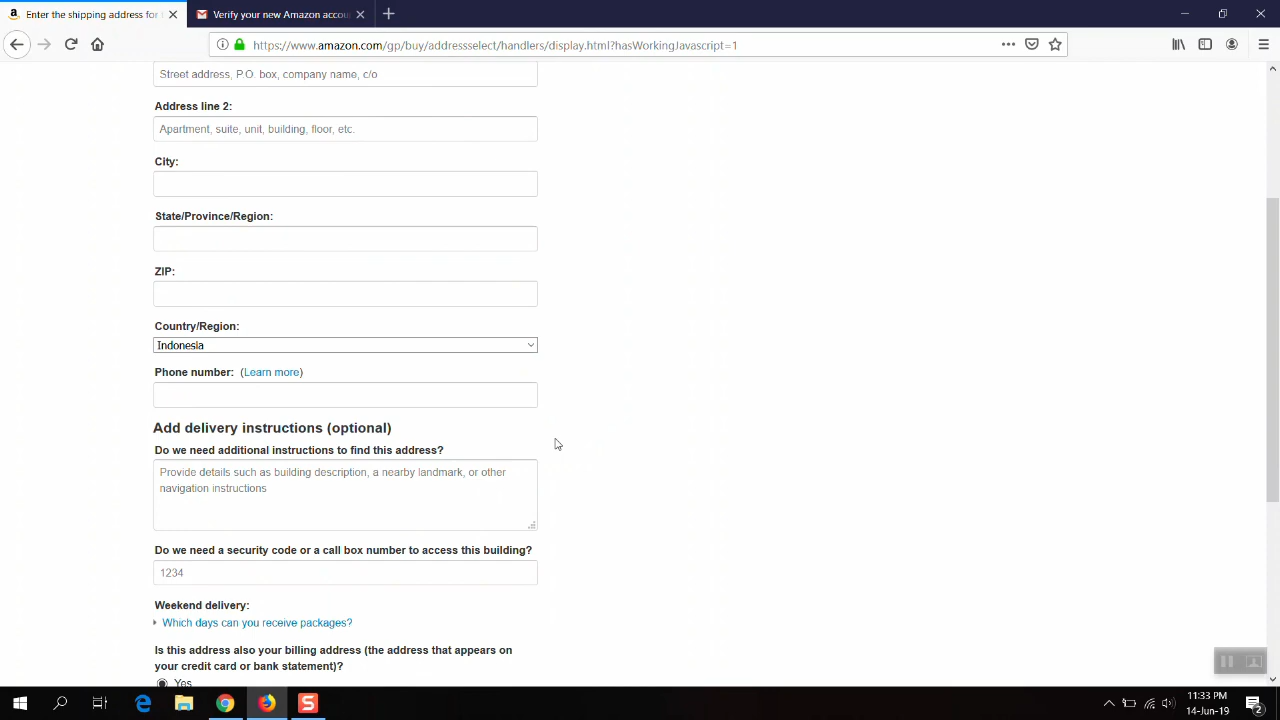 Enter the shipping address for
Verify your new Amazon accou
https://www.amazon.com/gp/buy/addressselect/handlers/display.html?hasWorkingJavascript=1
Street address, P.O. box, company name, c/o
Address line 2:
Apartment, suite, unit, building, floor, etc.
City:
State/Province/Region:
ZIP:
Country/Region:
Indonesia
Phone number: (Learn more)
Add delivery instructions (optional)
Do we need additional instructions to find this address?
Provide details such as building description, a nearby landmark, or other
navigation instructions
Do we need a security code or a call box number to access this building?
1234
Weekend delivery:
Which days can you receive packages?
Is this address also your billing address (the address that appears on
your credit card or bank statement)?
Yes
11:33 PM
14-Jun-19
2